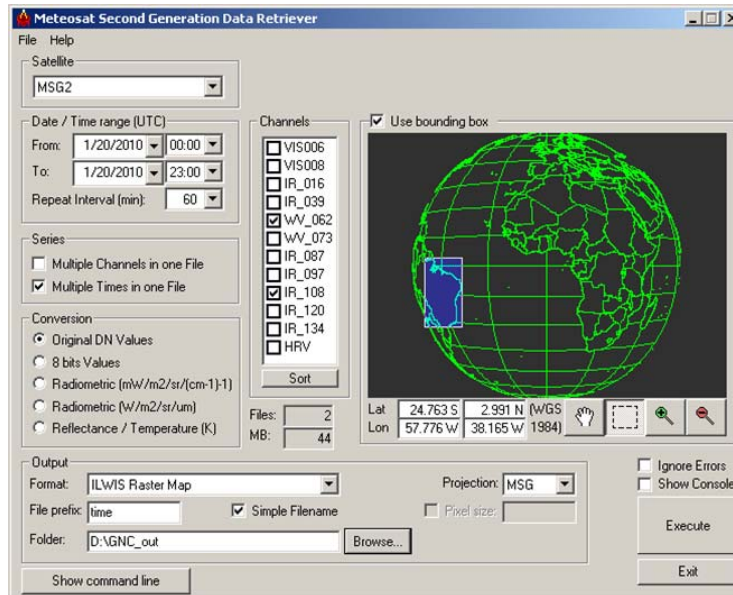 Meteosat Second Generation Data Retriever
File Help
Satellite
MSG2
Date / Time range (UTC)
From: 1/20/2010 00:00
To: 1/20/2010 23:00
Repeat Interval (min): 60
Series
Multiple Channels in one File
Multiple Times in one File
Conversion
Original DN Values
8 bits Values
Radiometric (mW/m2/sr/(cm-1)-1)
Radiometric (W/m2/sr/um)
Reflectance / Temperature (K)
Channels
VIS006
VIS008
IR_016
IR_039
WV_062
WV_073
IR_087
IR_097
IR_108
IR_120
IR_134
HRV
Sort
Files: 2
MB: 44
Use bounding box
Lat 24.763 S 2.991 N (WGS
Lon 57.776 W 38.165 W 1984)
Output
Format: ILWIS Raster Map
Projection: MSG
File prefix: time
Simple Filename
Pixel size:
Folder: D:\GNC_out
Browse...
Ignore Errors
Show Console
Execute
Exit
Show command line